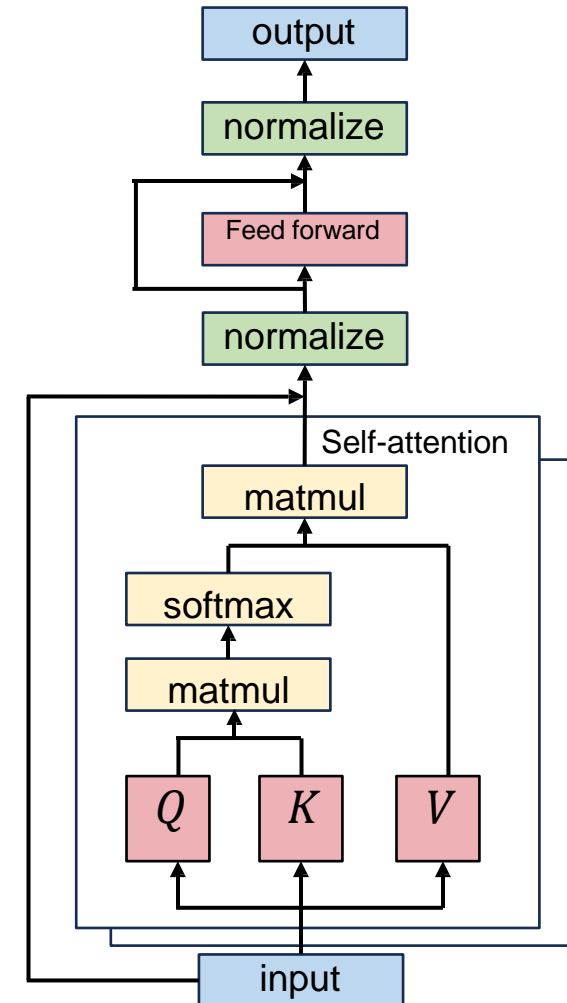 output
normalize
Feed forward
normalize
Self-attention
matmul
softmax
matmul
Q K V
input